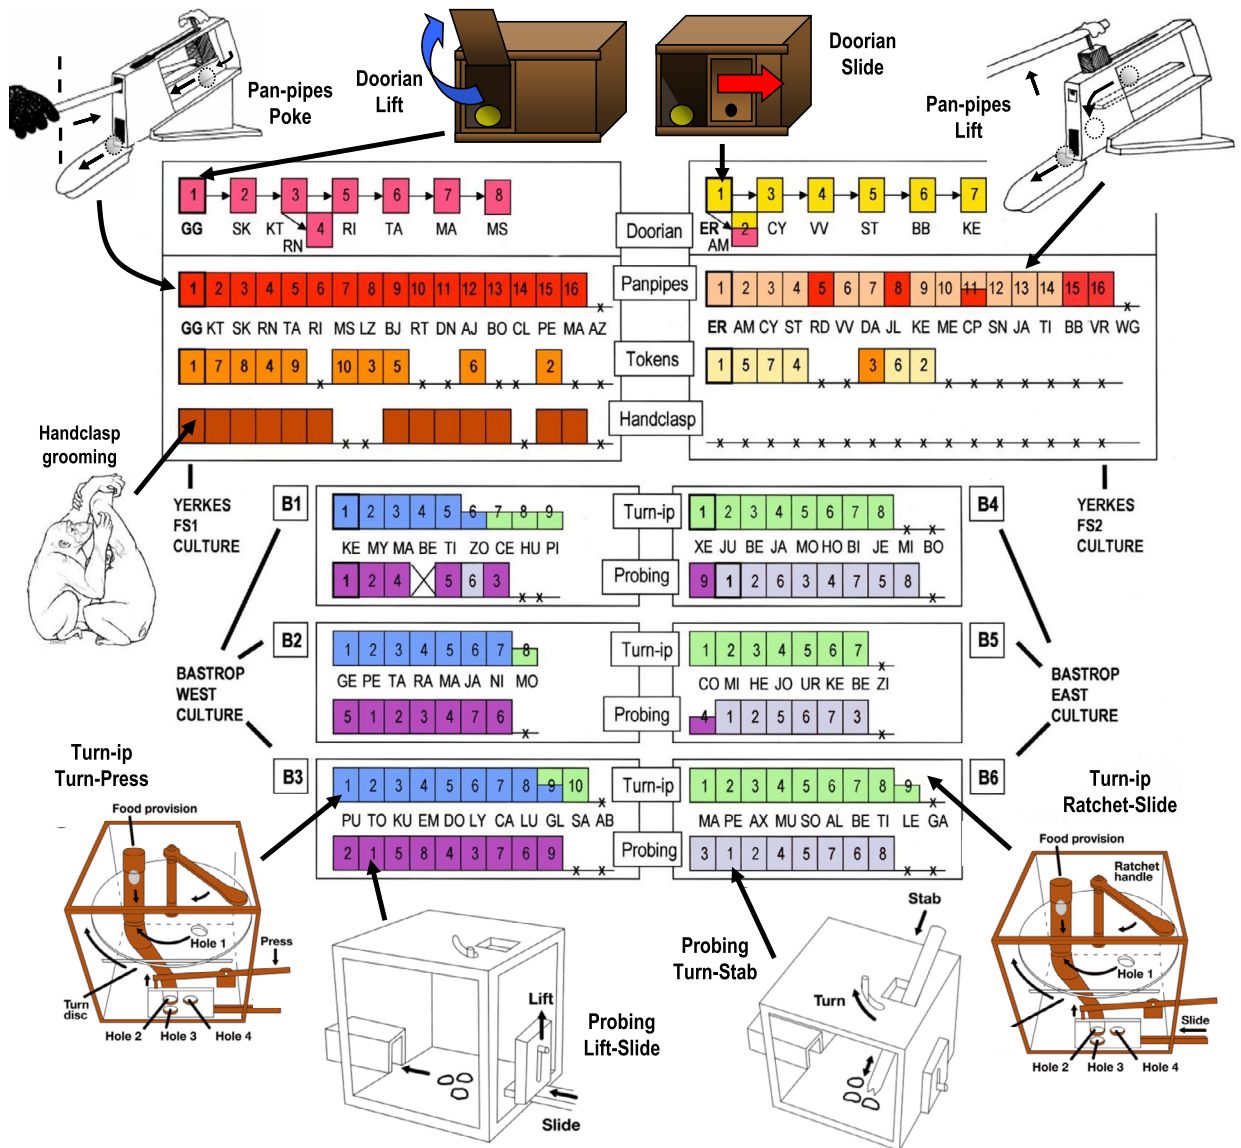 Pan-pipes
Poke
Doorian
Lift
Doorian
Slide
Pan-pipes
Lift
1 2 3 5 6 7 8
4
GG SK KT RI TA MA MS
RN
Doorian
1 3 4 5 6 7
2
ER CY VV ST BB KE
AM
1 2 3 4 5 6 7 8 9 10 11 12 13 14 15 16 x
Panpipes
1 2 3 4 5 6 7 8 9 10 11 12 13 14 15 16 x
GG KT SK RN TA RI MS LZ BJ RT DN AJ BO CL PE MA AZ
ER AM CY ST RD VV DA JL KE ME CP SN JA TI BB VR WG
1 7 8 4 9 x 10 3 5 x x 6 x x 2 x x
Tokens
1 5 7 4 x x 3 6 2 x x x x x x x
x x x x
Handclasp
x x x x x x x x x x x x x x x x
Handclasp
grooming
YERKES
FS1
CULTURE
YERKES
FS2
CULTURE
B1
1 2 3 4 5 6 7 8 9
Turn-ip
1 2 3 4 5 6 7 8 x x
B4
KE MY MA BE TI ZO CE HU PI
XE JU BE JA MO HO BI JE MI BO
1 2 4 5 6 3 x x
Probing
9 1 2 6 3 4 7 5 8 x
B2
1 2 3 4 5 6 7 8
Turn-ip
1 2 3 4 5 6 7 x
B5
GE PE TA RA MA JA NI MO
CO MI HE JO UR KE BE ZI
5 1 2 3 4 7 6 x
Probing
4 1 2 5 6 7 3 x
BASTROP
WEST
CULTURE
BASTROP
EAST
CULTURE
B3
1 2 3 4 5 6 7 8 9 10 x
Turn-ip
1 2 3 4 5 6 7 8 9 x
B6
PU TO KU EM DO LY CA LU GL SA AB
MA PE AX MU SO AL BE TI LE GA
2 1 5 8 4 3 7 6 9 x x
Probing
3 1 2 4 5 7 6 8 x x
Turn-ip
Turn-Press
Food provision
Hole 1
Press
Turn
disc
Hole 2 Hole 3 Hole 4
Lift
Slide
Probing
Lift-Slide
Probing
Turn-Stab
Stab
Turn
Turn-ip
Ratchet-Slide
Food provision
Ratchet
handle
Hole 1
Slide
Hole 2 Hole 3 Hole 4